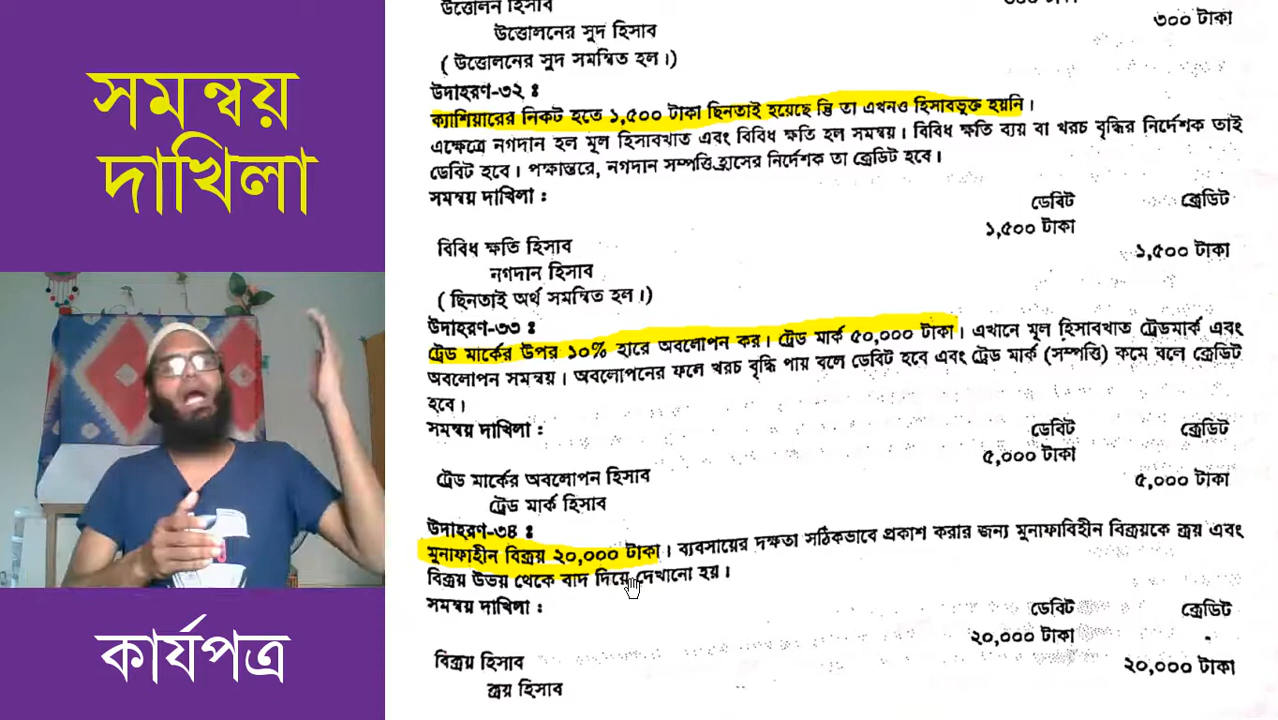 সমন্বয়
দাখিলা
কার্যপত্র
উত্তোলন হিসাব
৩০০ টাকা
উত্তোলনের সুদ হিসাব
( উত্তোলনের সুদ সমন্বিত হল।)
উদাহরণ-৩২ ঃ
ক্যাশিয়ারের নিকট হতে ১,৫০০ টাকা ছিনতাই হয়েছে ন্তি তা এখনও হিসাবভুক্ত হয়নি।
এক্ষেত্রে নগদান হল মূল হিসাবখাত এবং বিবিধ ক্ষতি হল সমন্বয়। বিবিধ ক্ষতি ব্যয় বা খরচ বৃদ্ধির নির্দেশক তাই
ডেবিট হবে। পক্ষান্তরে, নগদান সম্পত্তি হ্রাসের নির্দেশক তা ক্রেডিট হবে।
সমন্বয় দাখিলা :
ডেবিট ক্রেডিট
১,৫০০ টাকা
বিবিধ ক্ষতি হিসাব
১,৫০০ টাকা
নগদান হিসাব
( ছিনতাই অর্থ সমন্বিত হল।)
উদাহরণ-৩৩ ঃ
ট্রেড মার্কের উপর ১০% হারে অবলোপন কর। ট্রেড মার্ক ৫০,০০০ টাকা। এখানে মূল হিসাবখাত ট্রেডমার্ক এবং
অবলোপন সমন্বয়। অবলোপনের ফলে খরচ বৃদ্ধি পায় বলে ডেবিট হবে এবং ট্রেড মার্ক (সম্পত্তি) কমে বলে ক্রেডিট
হবে।
সমন্বয় দাখিলা :
ডেবিট ক্রেডিট
৫,০০০ টাকা
ট্রেড মার্কের অবলোপন হিসাব
৫,০০০ টাকা
ট্রেড মার্ক হিসাব
উদাহরণ-৩৪ ঃ
মুনাফাহীন বিক্রয় ২০,০০০ টাকা। ব্যবসায়ের দক্ষতা সঠিকভাবে প্রকাশ করার জন্য মুনাফাবিহীন বিক্রয়কে ক্রয় এবং
বিক্রয় উভয় থেকে বাদ দিয়ে দেখানো হয়।
সমন্বয় দাখিলা :
ডেবিট ক্রেডিট
২০,০০০ টাকা
বিক্রয় হিসাব
২০,০০০ টাকা
ক্রয় হিসাব